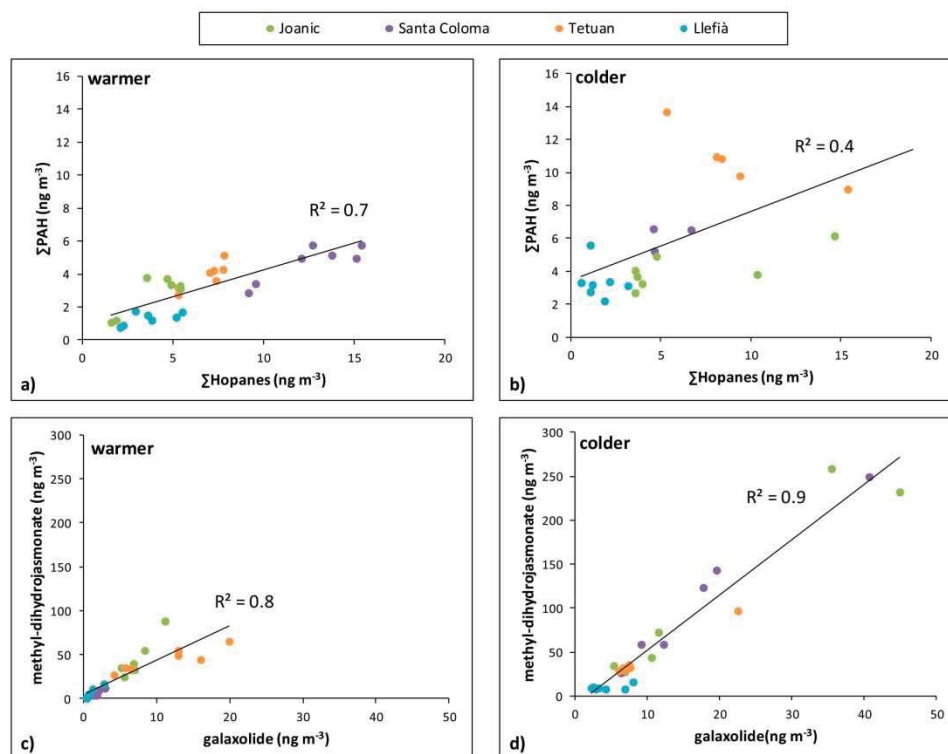 Joanic Santa Coloma Tetuan Llefià
warmer
16
14
12
10
8
6
4
2
0
∑PAH (ng m⁻³)
R² = 0.7
0 5 10 15 20
∑Hopanes (ng m⁻³)
a)
colder
16
14
12
10
8
6
4
2
0
∑PAH (ng m⁻³)
R² = 0.4
0 5 10 15 20
∑Hopanes (ng m⁻³)
b)
warmer
300
250
200
150
100
50
0
methyl-dihydrojasmonate (ng m⁻³)
R² = 0.8
0 10 20 30 40 50
galaxolide (ng m⁻³)
c)
colder
300
250
200
150
100
50
0
methyl-dihydrojasmonate (ng m⁻³)
R² = 0.9
0 10 20 30 40 50
galaxolide(ng m⁻³)
d)